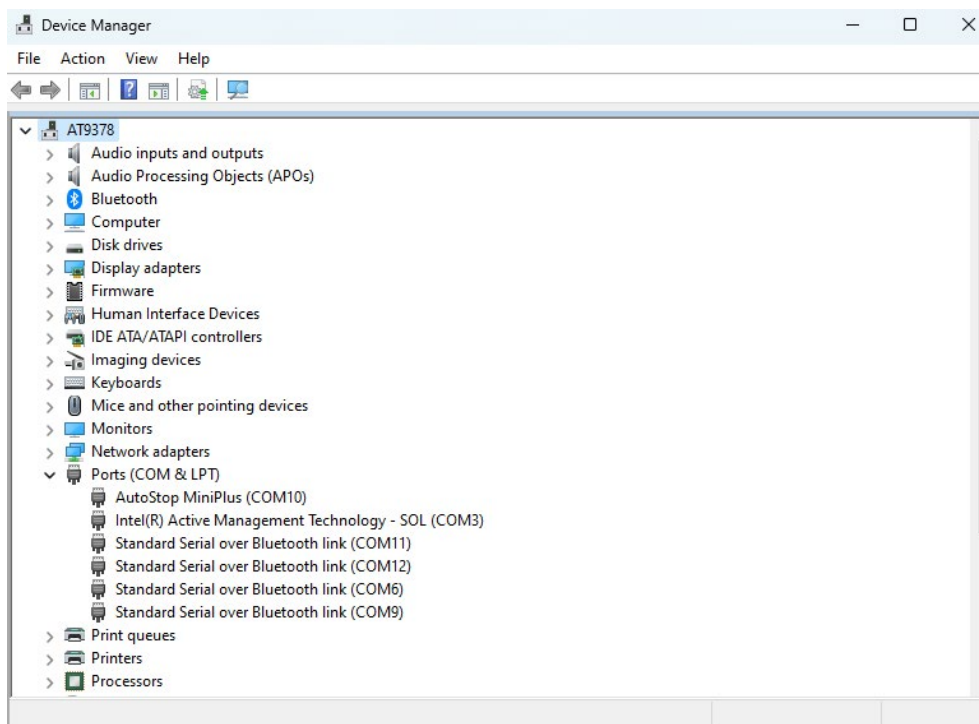 Device Manager
File Action View Help
AT9378
Audio inputs and outputs
Audio Processing Objects (APOs)
Bluetooth
Computer
Disk drives
Display adapters
Firmware
Human Interface Devices
IDE ATA/ATAPI controllers
Imaging devices
Keyboards
Mice and other pointing devices
Monitors
Network adapters
Ports (COM & LPT)
AutoStop MiniPlus (COM10)
Intel(R) Active Management Technology - SOL (COM3)
Standard Serial over Bluetooth link (COM11)
Standard Serial over Bluetooth link (COM12)
Standard Serial over Bluetooth link (COM6)
Standard Serial over Bluetooth link (COM9)
Print queues
Printers
Processors